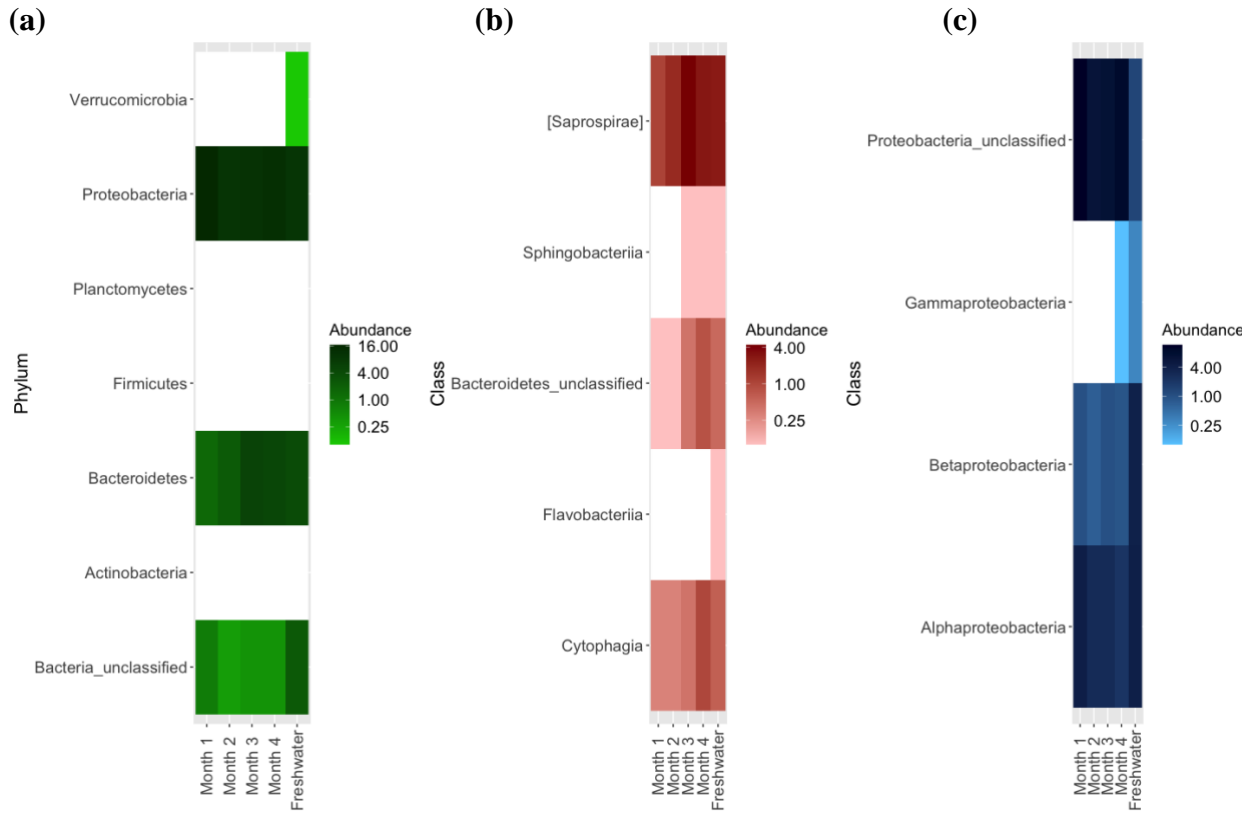 (a)
Phylum
Verrucomicrobia
Proteobacteria
Planctomycetes
Firmicutes
Bacteroidetes
Actinobacteria
Bacteria_unclassified
Month 1
Month 2
Month 3
Month 4
Freshwater
Abundance
16.00
4.00
1.00
0.25
(b)
Class
[Saprospirae]
Sphingobacteriia
Bacteroidetes_unclassified
Flavobacteriia
Cytophagia
Month 1
Month 2
Month 3
Month 4
Freshwater
Abundance
4.00
1.00
0.25
(c)
Class
Proteobacteria_unclassified
Gammaproteobacteria
Betaproteobacteria
Alphaproteobacteria
Month 1
Month 2
Month 3
Month 4
Freshwater
Abundance
4.00
1.00
0.25